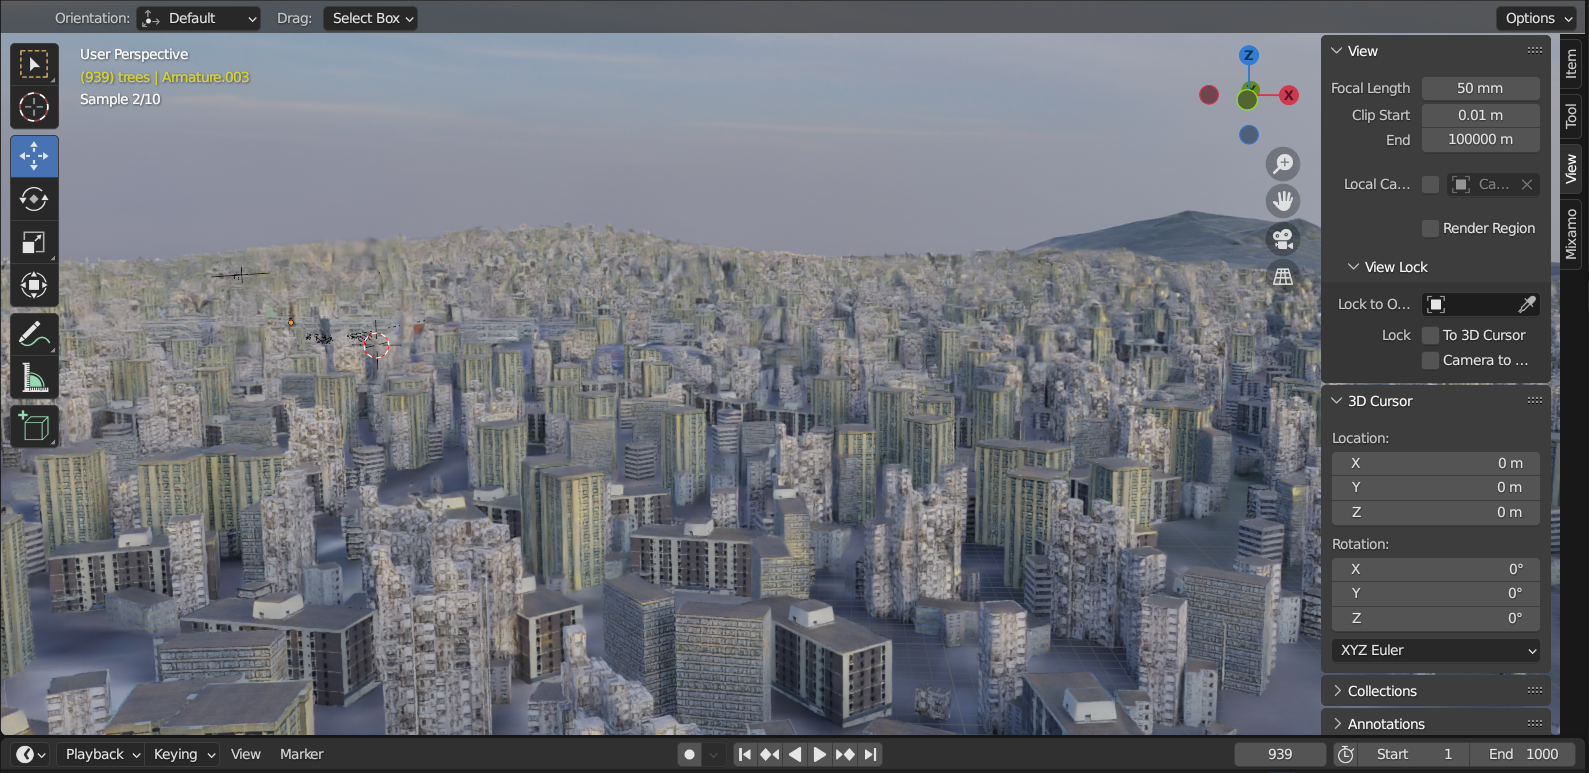 Orientation: Default Drag: Select Box Options
User Perspective
(939) trees | Armature.003
Sample 2/10
Z
Y
X
View
Focal Length 50 mm
Clip Start 0.01 m
End 100000 m
Local Ca... Ca...
Render Region
View Lock
Lock to O...
Lock To 3D Cursor
Camera to ...
3D Cursor
Location:
X 0 m
Y 0 m
Z 0 m
Rotation:
X 0°
Y 0°
Z 0°
XYZ Euler
Collections
Annotations
Item
Tool
View
Mixamo
Playback Keying View Marker 939 Start 1 End 1000